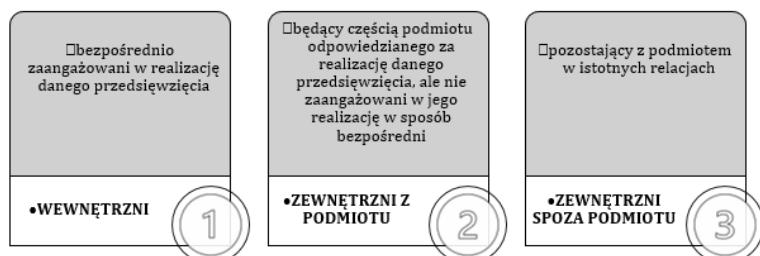 □bezpośrednio
zaangażowani w realizację
danego przedsięwzięcia
•WEWNĘTRZNI
1
□będący częścią podmiotu
odpowiedzianego za
realizację danego
przedsięwzięcia, ale nie
zaangażowani w jego
realizację w sposób
bezpośredni
•ZEWNĘTRZNI Z
PODMIOTU
2
□pozostający z podmiotem
w istotnych relacjach
•ZEWNĘTRZNI
SPOZA PODMIOTU
3